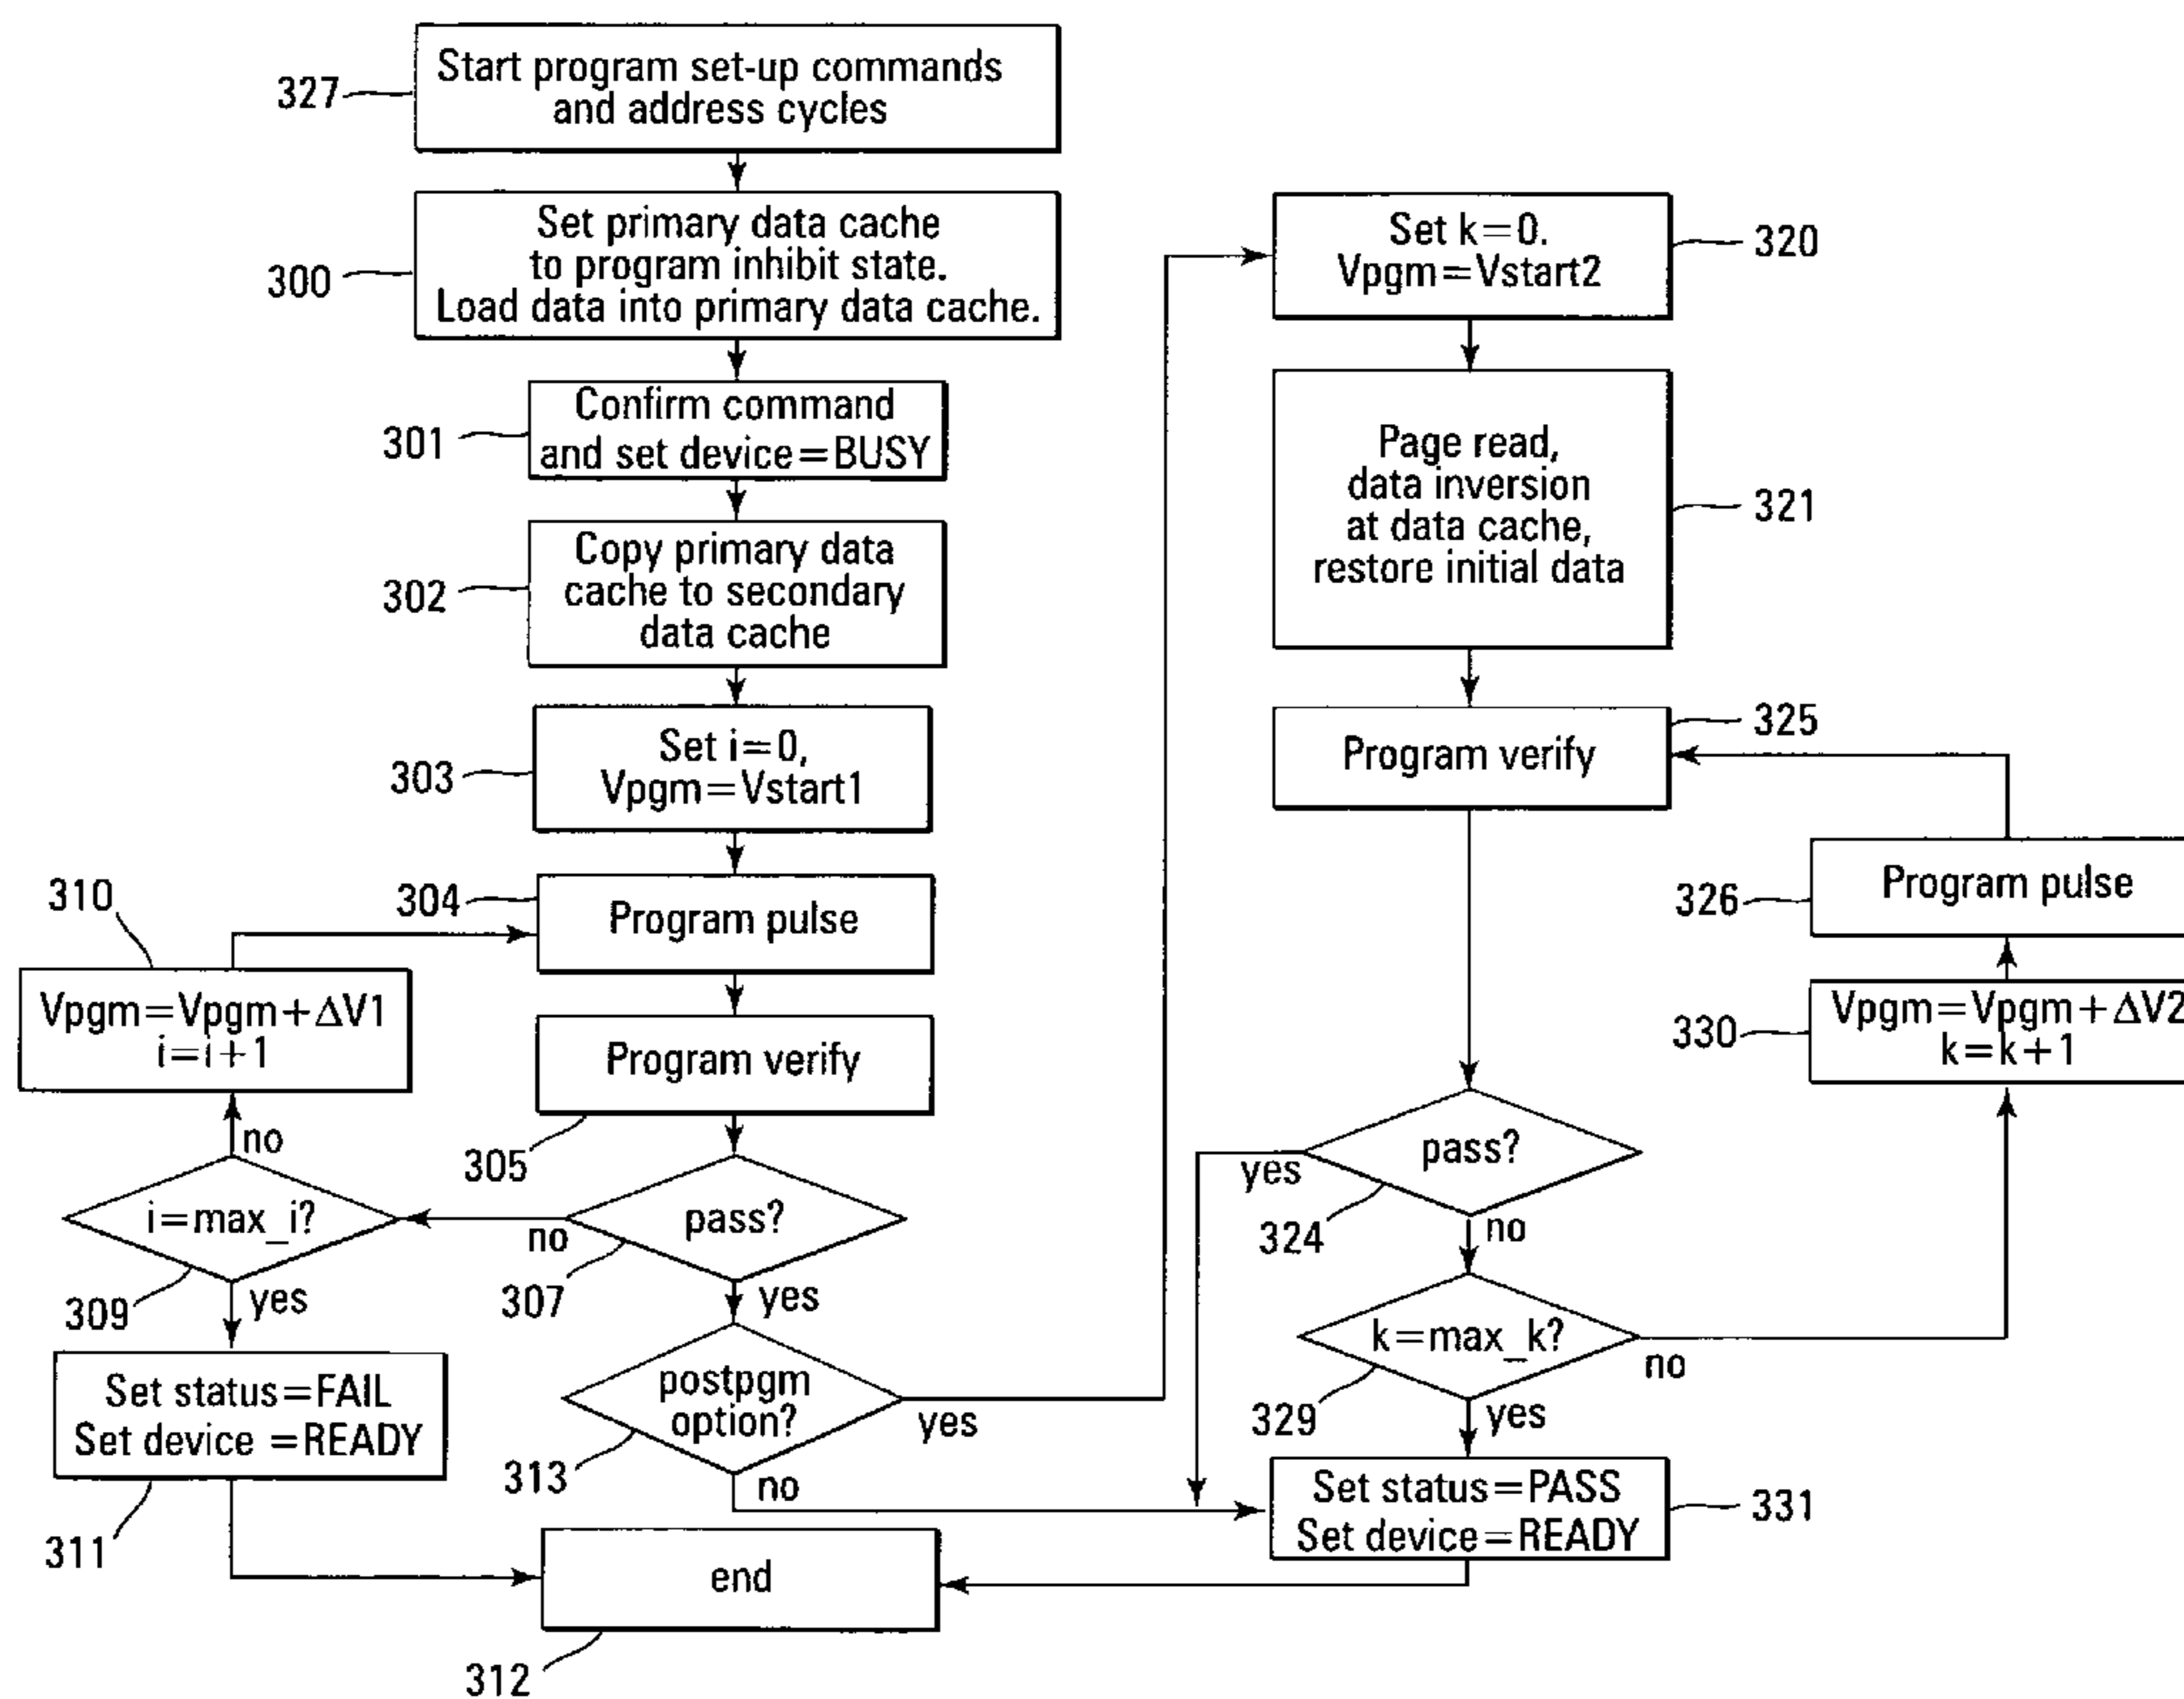 327
Start program set-up commands
and address cycles
300
Set primary data cache
to program inhibit state.
Load data into primary data cache.
301
Confirm command
and set device=BUSY
302
Copy primary data
cache to secondary
data cache
303
Set i=0,
Vpgm=Vstart1
304
Program pulse
310
Vpgm=Vpgm+ΔV1
i=i+1
Program verify
305
no
i=max_i?
309
yes
pass?
no
307
yes
Set status=FAIL
Set device =READY
311
postpgm
option?
yes
313
no
end
312
Set k=0.
Vpgm=Vstart2
320
Page read,
data inversion
at data cache,
restore initial data
321
Program verify
325
Program pulse
326
Vpgm=Vpgm+ΔV2
k=k+1
330
pass?
yes
324
no
k=max_k?
no
329
yes
Set status=PASS
Set device=READY
331